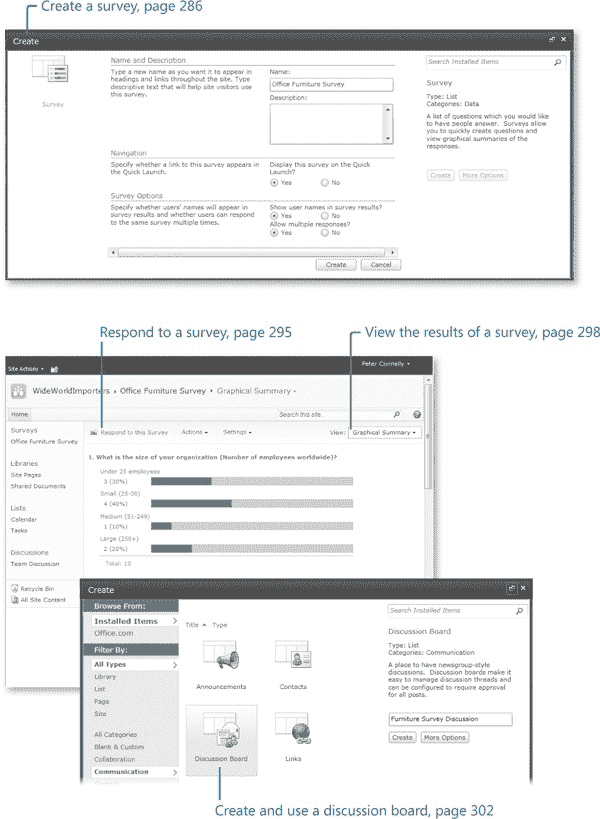 Create a survey, page 286
Create
Survey
Name and Description
Type a new name as you want it to appear in
headings and links throughout the site. Type
descriptive text that will help site visitors
use this survey.
Name:
Office Furniture Survey
Description:
Navigation
Specify whether a link to this survey appears in
the Quick Launch.
Display this survey on the Quick
Launch?
Yes No
Survey Options
Specify whether users' names will appear in
survey results and whether users can respond
to the same survey multiple times.
Show user names in survey results?
Yes No
Allow multiple responses?
Yes No
Create Cancel
Search Installed Items
Survey
Type: List
Categories: Data
A list of questions which you would like
to have people answer. Surveys allow
you to quickly create questions and
view graphical summaries of the
responses.
Create More Options
Respond to a survey, page 295
View the results of a survey, page 298
Site Actions
Peter Connelly
WideWorldImporters Office Furniture Survey Graphical Summary
Home
Search this site...
Surveys
Office Furniture Survey
Libraries
Site Pages
Shared Documents
Lists
Calendar
Tasks
Discussions
Team Discussion
Recycle Bin
All Site Content
Respond to this Survey Actions Settings View: Graphical Summary
1. What is the size of your organization (Number of employees worldwide)?
Under 25 employees
3 (30%)
Small (25-50)
4 (40%)
Medium (51-249)
1 (10%)
Large (250+)
2 (20%)
Total: 10
Create
Browse From:
Installed Items
Office.com
Filter By:
All Types
Library
List
Page
Site
All Categories
Blank & Custom
Collaboration
Communication
Title Type
Announcements
Contacts
Discussion Board
Links
Search Installed Items
Discussion Board
Type: List
Categories: Communication
A place to have newsgroup-style
discussions. Discussion boards make it
easy to manage discussion threads and
can be configured to require approval
for all posts.
Furniture Survey Discussion
Create More Options
Create and use a discussion board, page 302